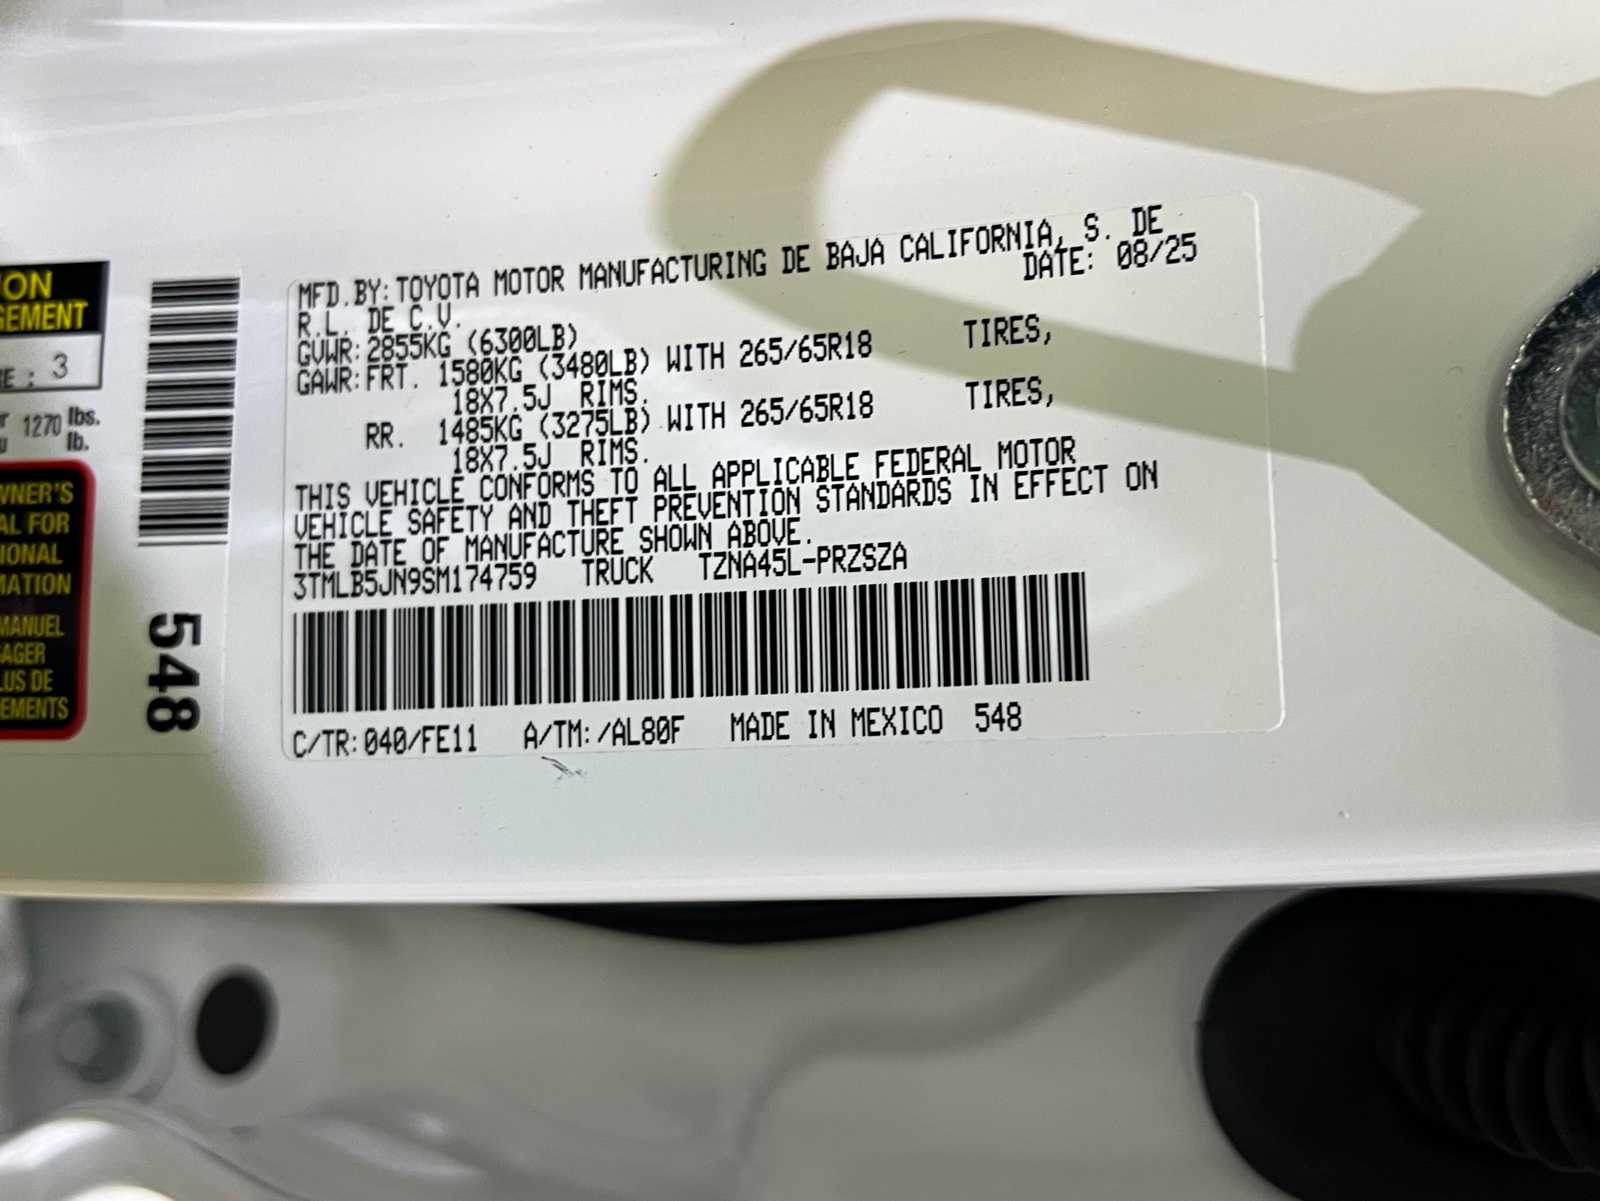 MFD.BY:TOYOTA MOTOR MANUFACTURING DE BAJA CALIFORNIA, S. DE
R.L. DE C.V. DATE: 08/25
GVWR: 2855KG (6300LB)
GAWR: FRT. 1580KG (3480LB) WITH 265/65R18 TIRES,
18X7.5J RIMS.
RR. 1485KG (3275LB) WITH 265/65R18 TIRES,
18X7.5J RIMS.
THIS VEHICLE CONFORMS TO ALL APPLICABLE FEDERAL MOTOR
VEHICLE SAFETY AND THEFT PREVENTION STANDARDS IN EFFECT ON
THE DATE OF MANUFACTURE SHOWN ABOVE.
3TMLB5JN9SM174759 TRUCK TZNA45L-PRZSZA
C/TR: 040/FE11 A/TM: /AL80F MADE IN MEXICO 548
548
ION
GEMENT
E : 3
1270 lbs.
lb.
WNER'S
AL FOR
IONAL
MATION
MANUEL
AGER
LUS DE
EMENTS